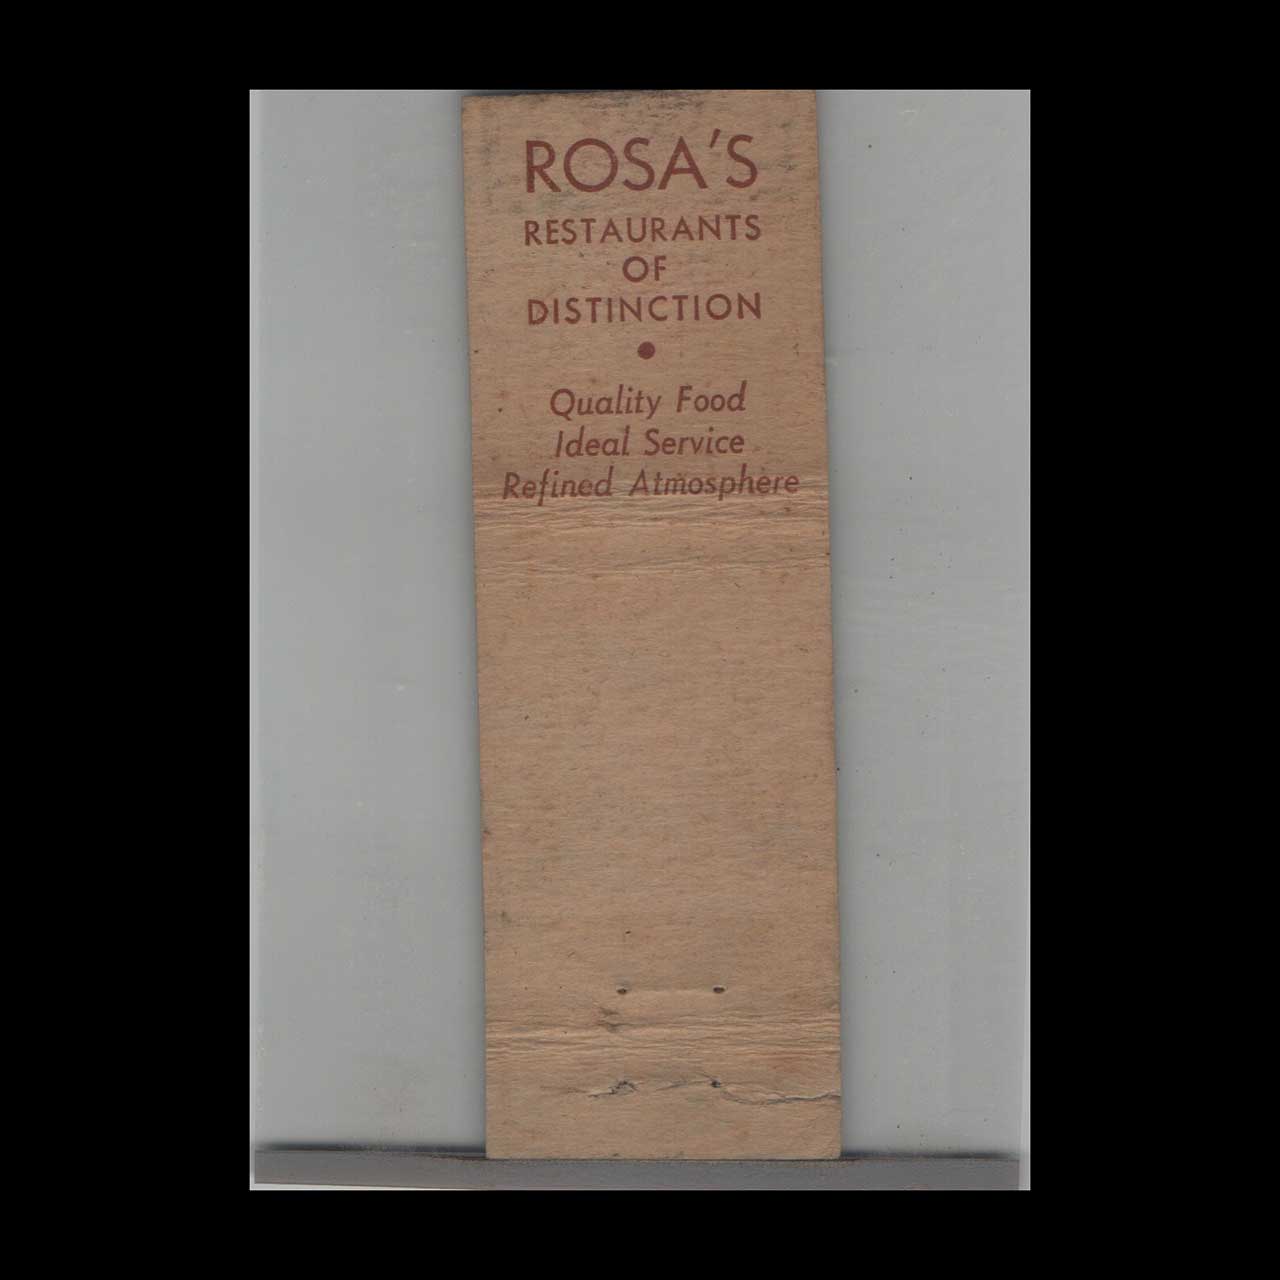 ROSA'S
RESTAURANTS
OF
DISTINCTION
Quality Food
Ideal Service
Refined Atmosphere